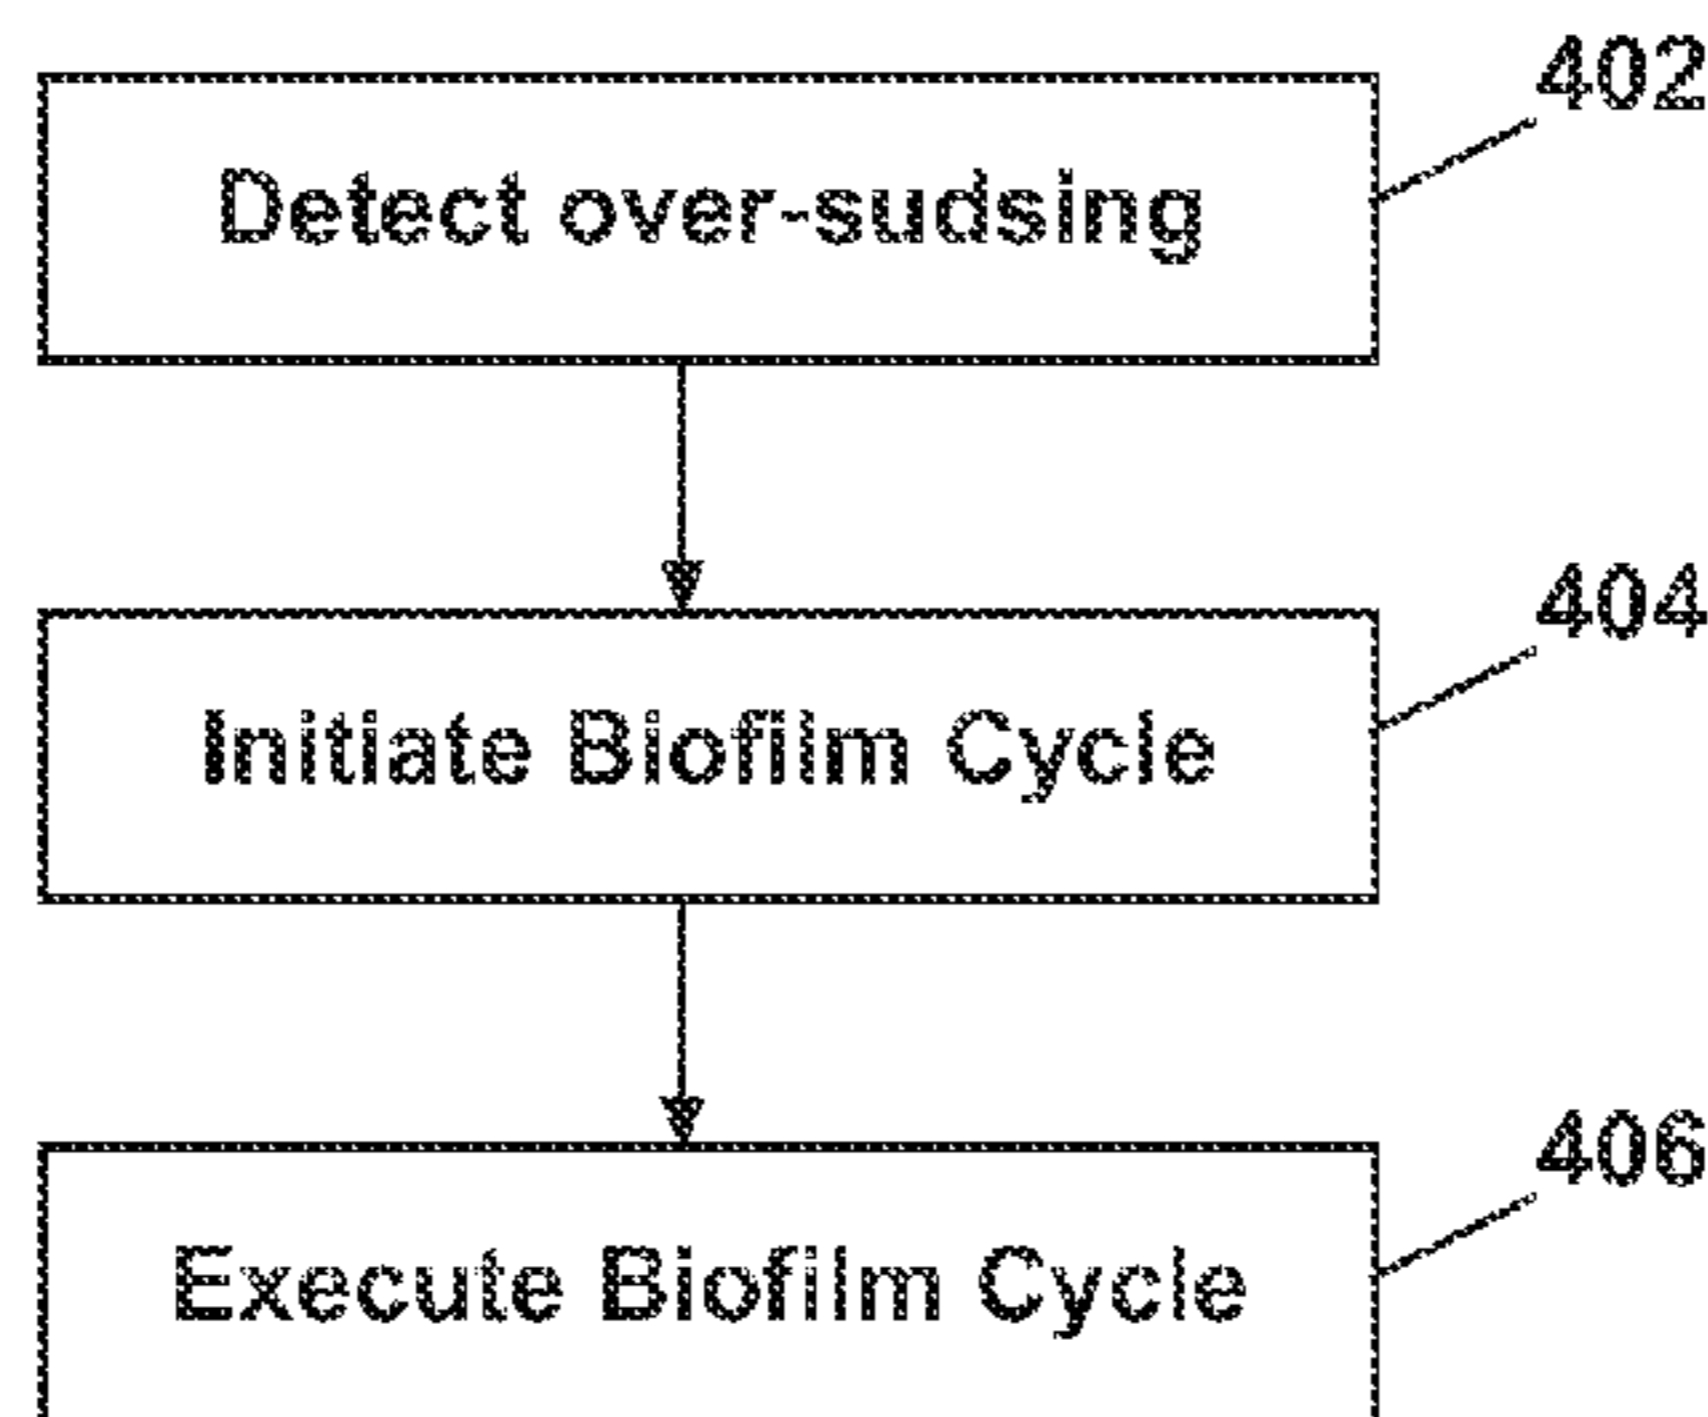 402
Detect over-sudsing
404
Initiate Biofilm Cycle
406
Execute Biofilm Cycle